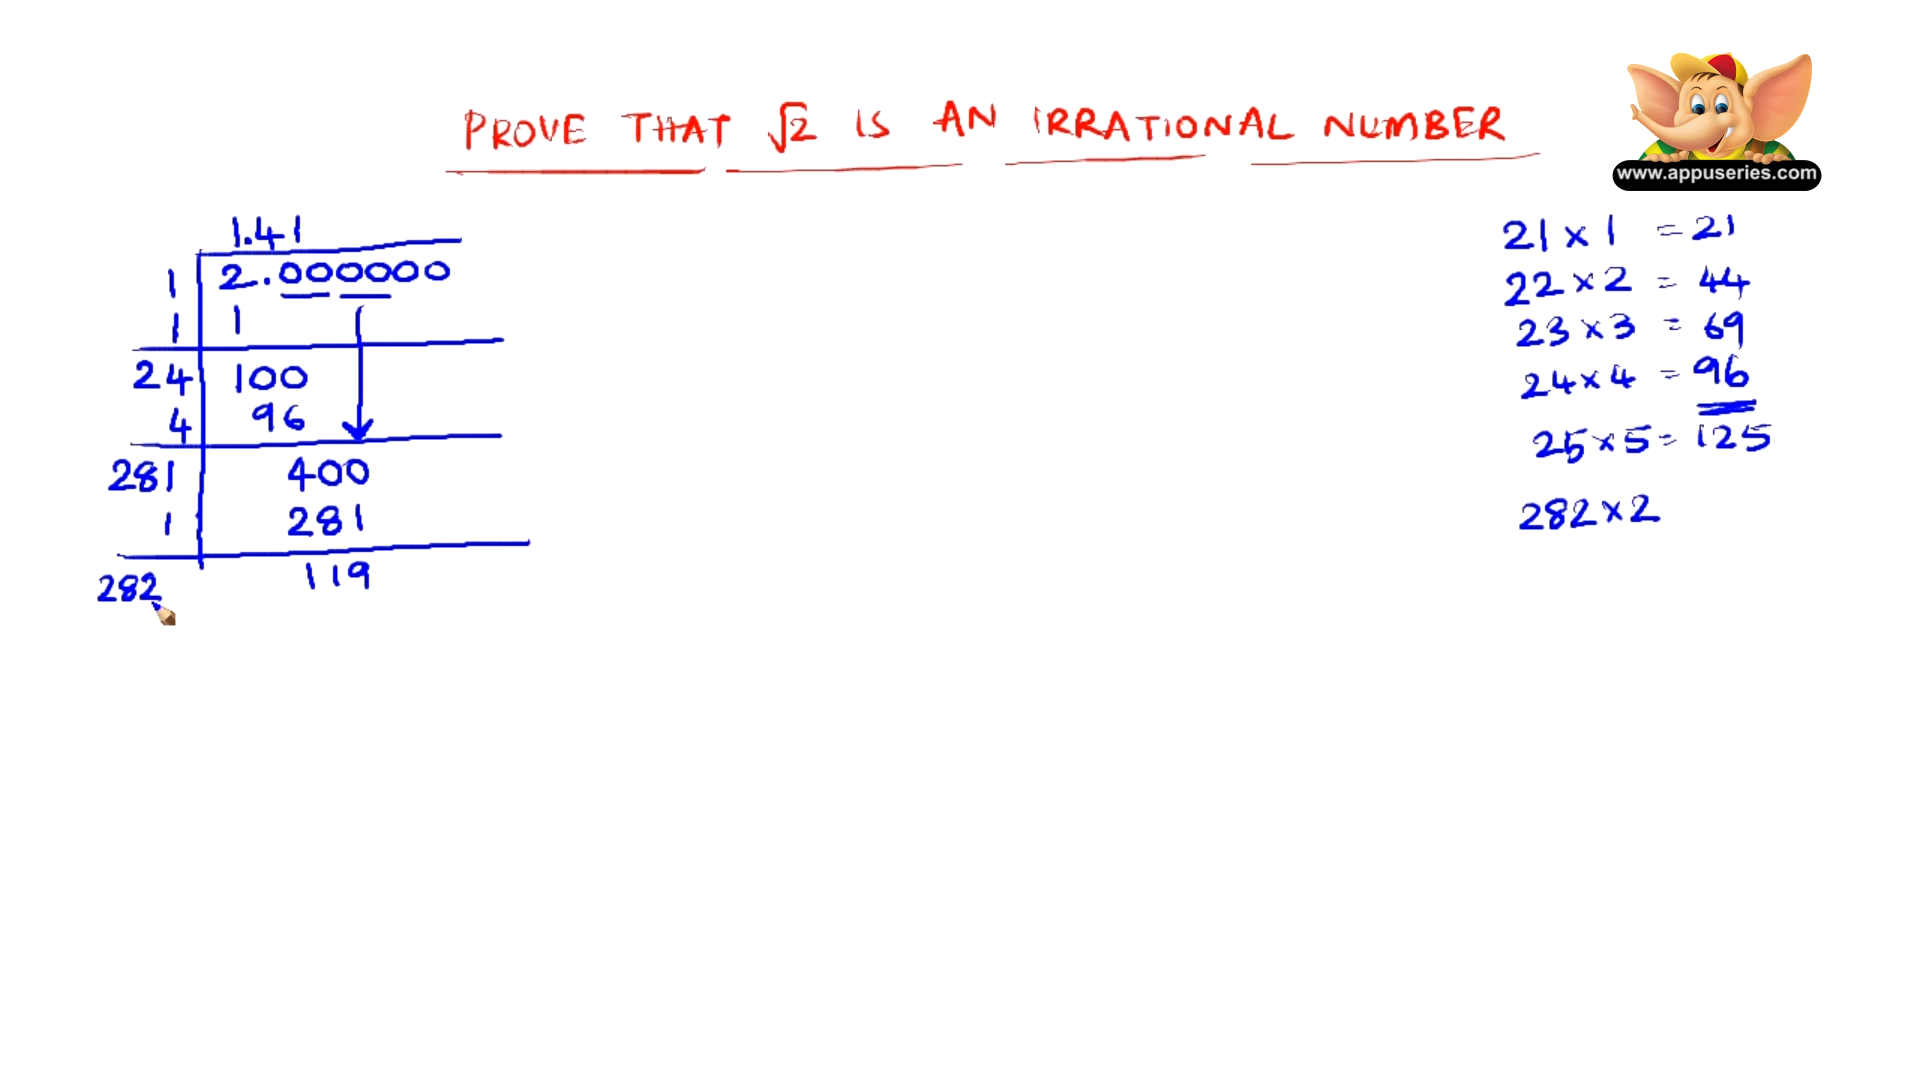 PROVE THAT √2 IS AN IRRATIONAL NUMBER
www.appuseries.com
1.41
1 2.000000
1 1
24 100
4 96
281 400
1 281
282 119
21 x 1 = 21
22 x 2 = 44
23 x 3 = 69
24 x 4 = 96
25 x 5 = 125
282 x 2